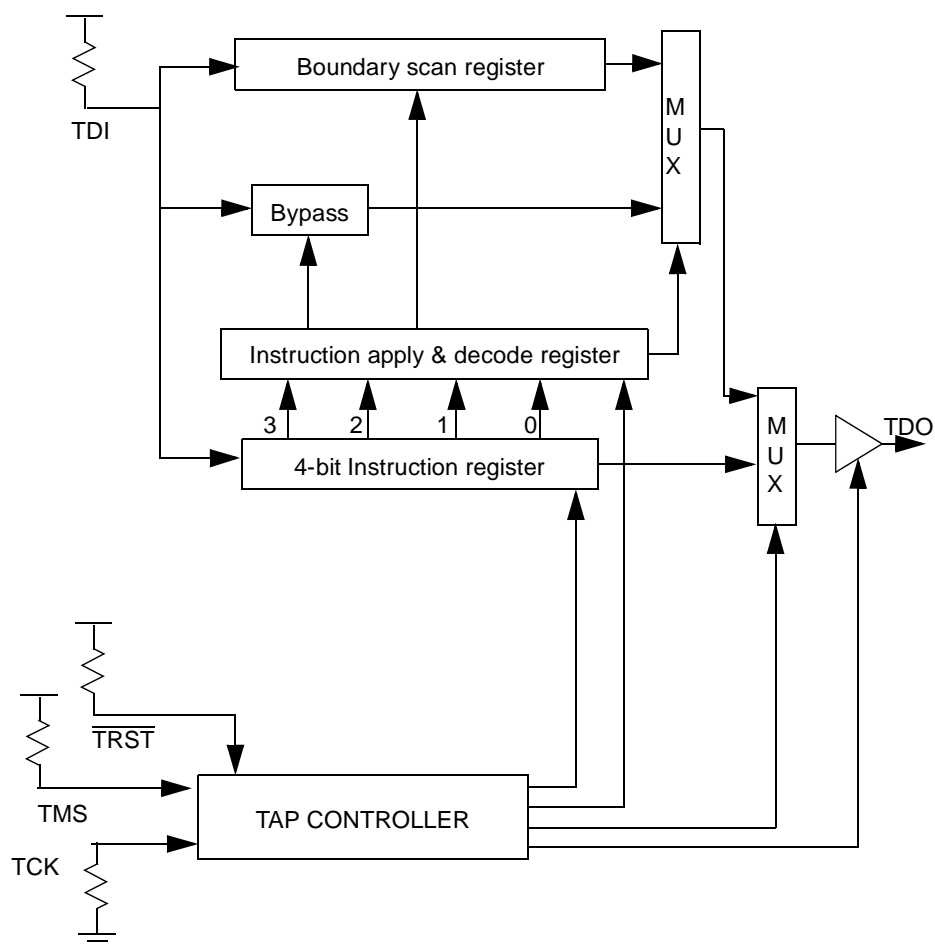 Boundary scan register
M
U
X
TDI
Bypass
Instruction apply & decode register
3 2 1 0
4-bit Instruction register
M
U
X
TDO
TRST
TMS
TAP CONTROLLER
TCK